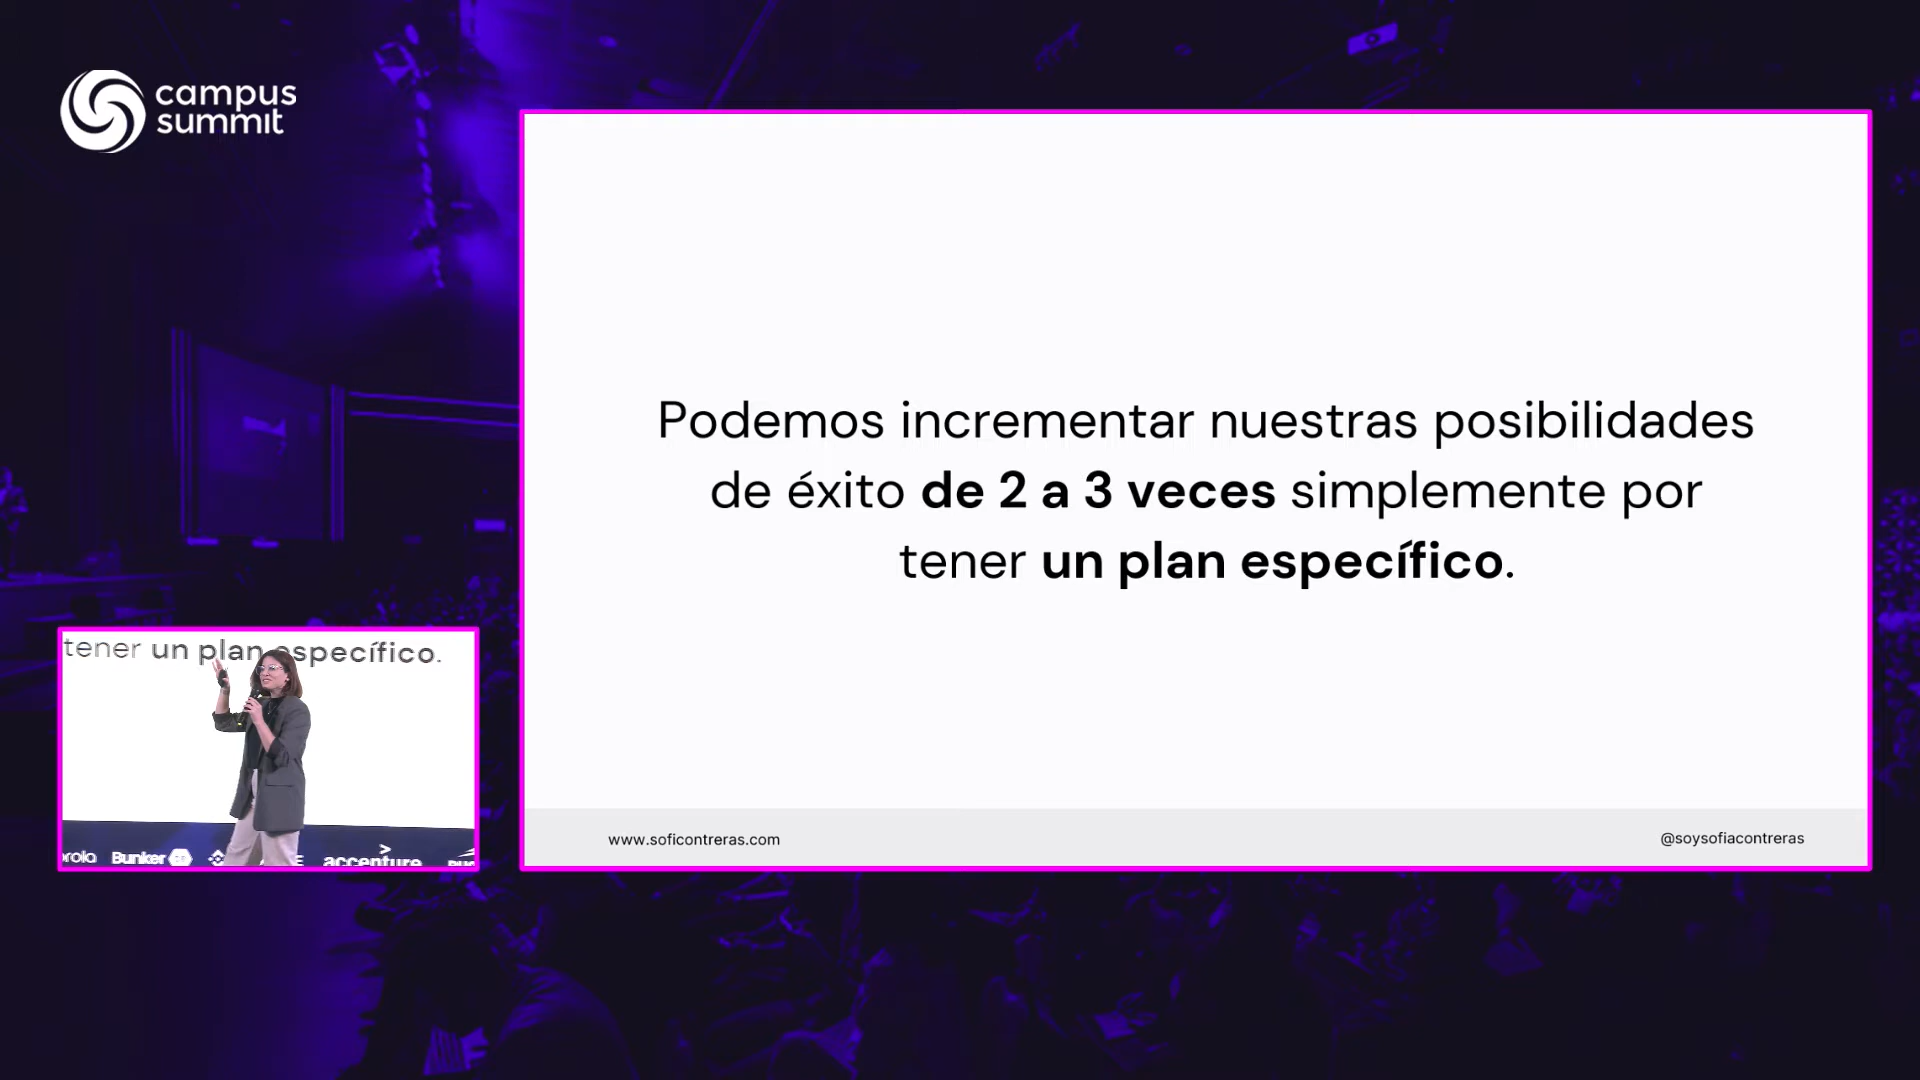 campus
summit
Podemos incrementar nuestras posibilidades
de éxito de 2 a 3 veces simplemente por
tener un plan específico.
www.soficontreras.com
@soysofiacontreras
tener un plan específico.
Bunker
accenture